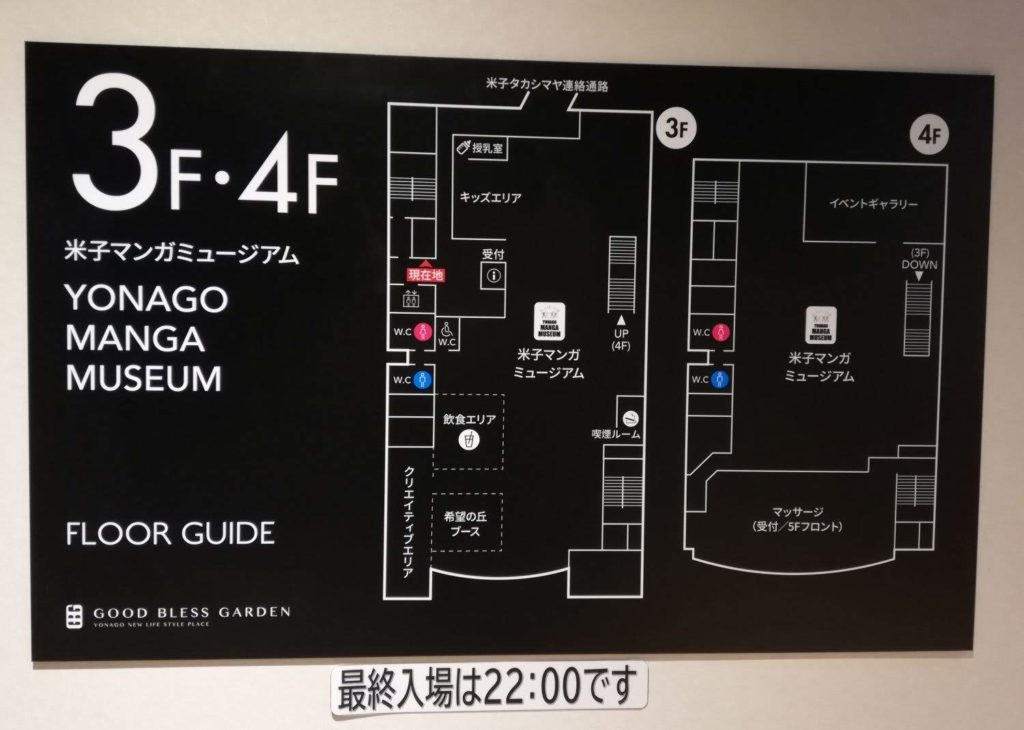 3F・4F
米子マンガミュージアム
YONAGO
MANGA
MUSEUM
FLOOR GUIDE
GOOD BLESS GARDEN
YONAGO NEW LIFE STYLE PLACE
米子タカシマヤ連絡通路
3F
授乳室
キッズエリア
受付
現在地
W.C
W.C
W.C
YONAGO
MANGA
MUSEUM
米子マンガ
ミュージアム
UP
(4F)
飲食エリア
喫煙ルーム
クリエイティブエリア
希望の丘
ブース
4F
イベントギャラリー
(3F)
DOWN
W.C
W.C
YONAGO
MANGA
MUSEUM
米子マンガ
ミュージアム
マッサージ
(受付/5Fフロント)
最終入場は22:00です